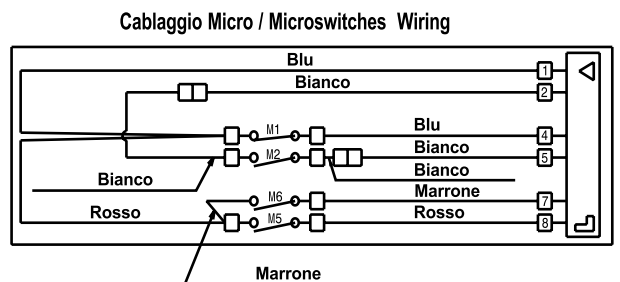 Cablaggio Micro / Microswitches Wiring
Blu
1
Bianco
2
M1
Blu
4
M2
Bianco
5
Bianco
Bianco
M6
Marrone
7
Rosso
M5
Rosso
8
Marrone